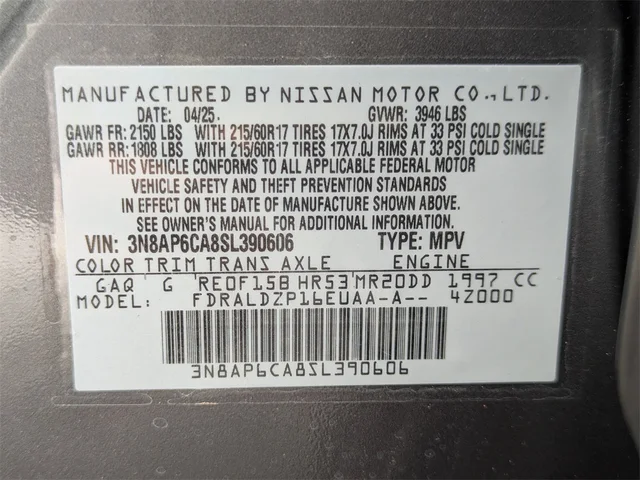 MANUFACTURED BY NISSAN MOTOR CO.,LTD.
DATE: 04/25. GVWR: 3946 LBS
GAWR FR: 2150 LBS WITH 215/60R17 TIRES 17X7.0J RIMS AT 33 PSI COLD SINGLE
GAWR RR: 1808 LBS WITH 215/60R17 TIRES 17X7.0J RIMS AT 33 PSI COLD SINGLE
THIS VEHICLE CONFORMS TO ALL APPLICABLE FEDERAL MOTOR
VEHICLE SAFETY AND THEFT PREVENTION STANDARDS
IN EFFECT ON THE DATE OF MANUFACTURE SHOWN ABOVE.
SEE OWNER'S MANUAL FOR ADDITIONAL INFORMATION.
VIN: 3N8AP6CA8SL390606 TYPE: MPV
COLOR TRIM TRANS AXLE ENGINE
GAQ G RE0F15B HR53 MR20DD 1997 CC
MODEL: FDRALDZP16EUAA-A-- 4Z000
3N8AP6CA8SL390606